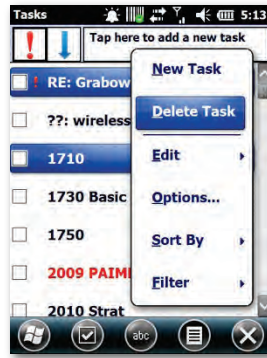 Tasks 5:13
Tap here to add a new task
RE: Grabow
New Task
??: wireless
Delete Task
1710
Edit
1730 Basic
Options...
1750
Sort By
2009 PAIM
Filter
2010 Strat
abc